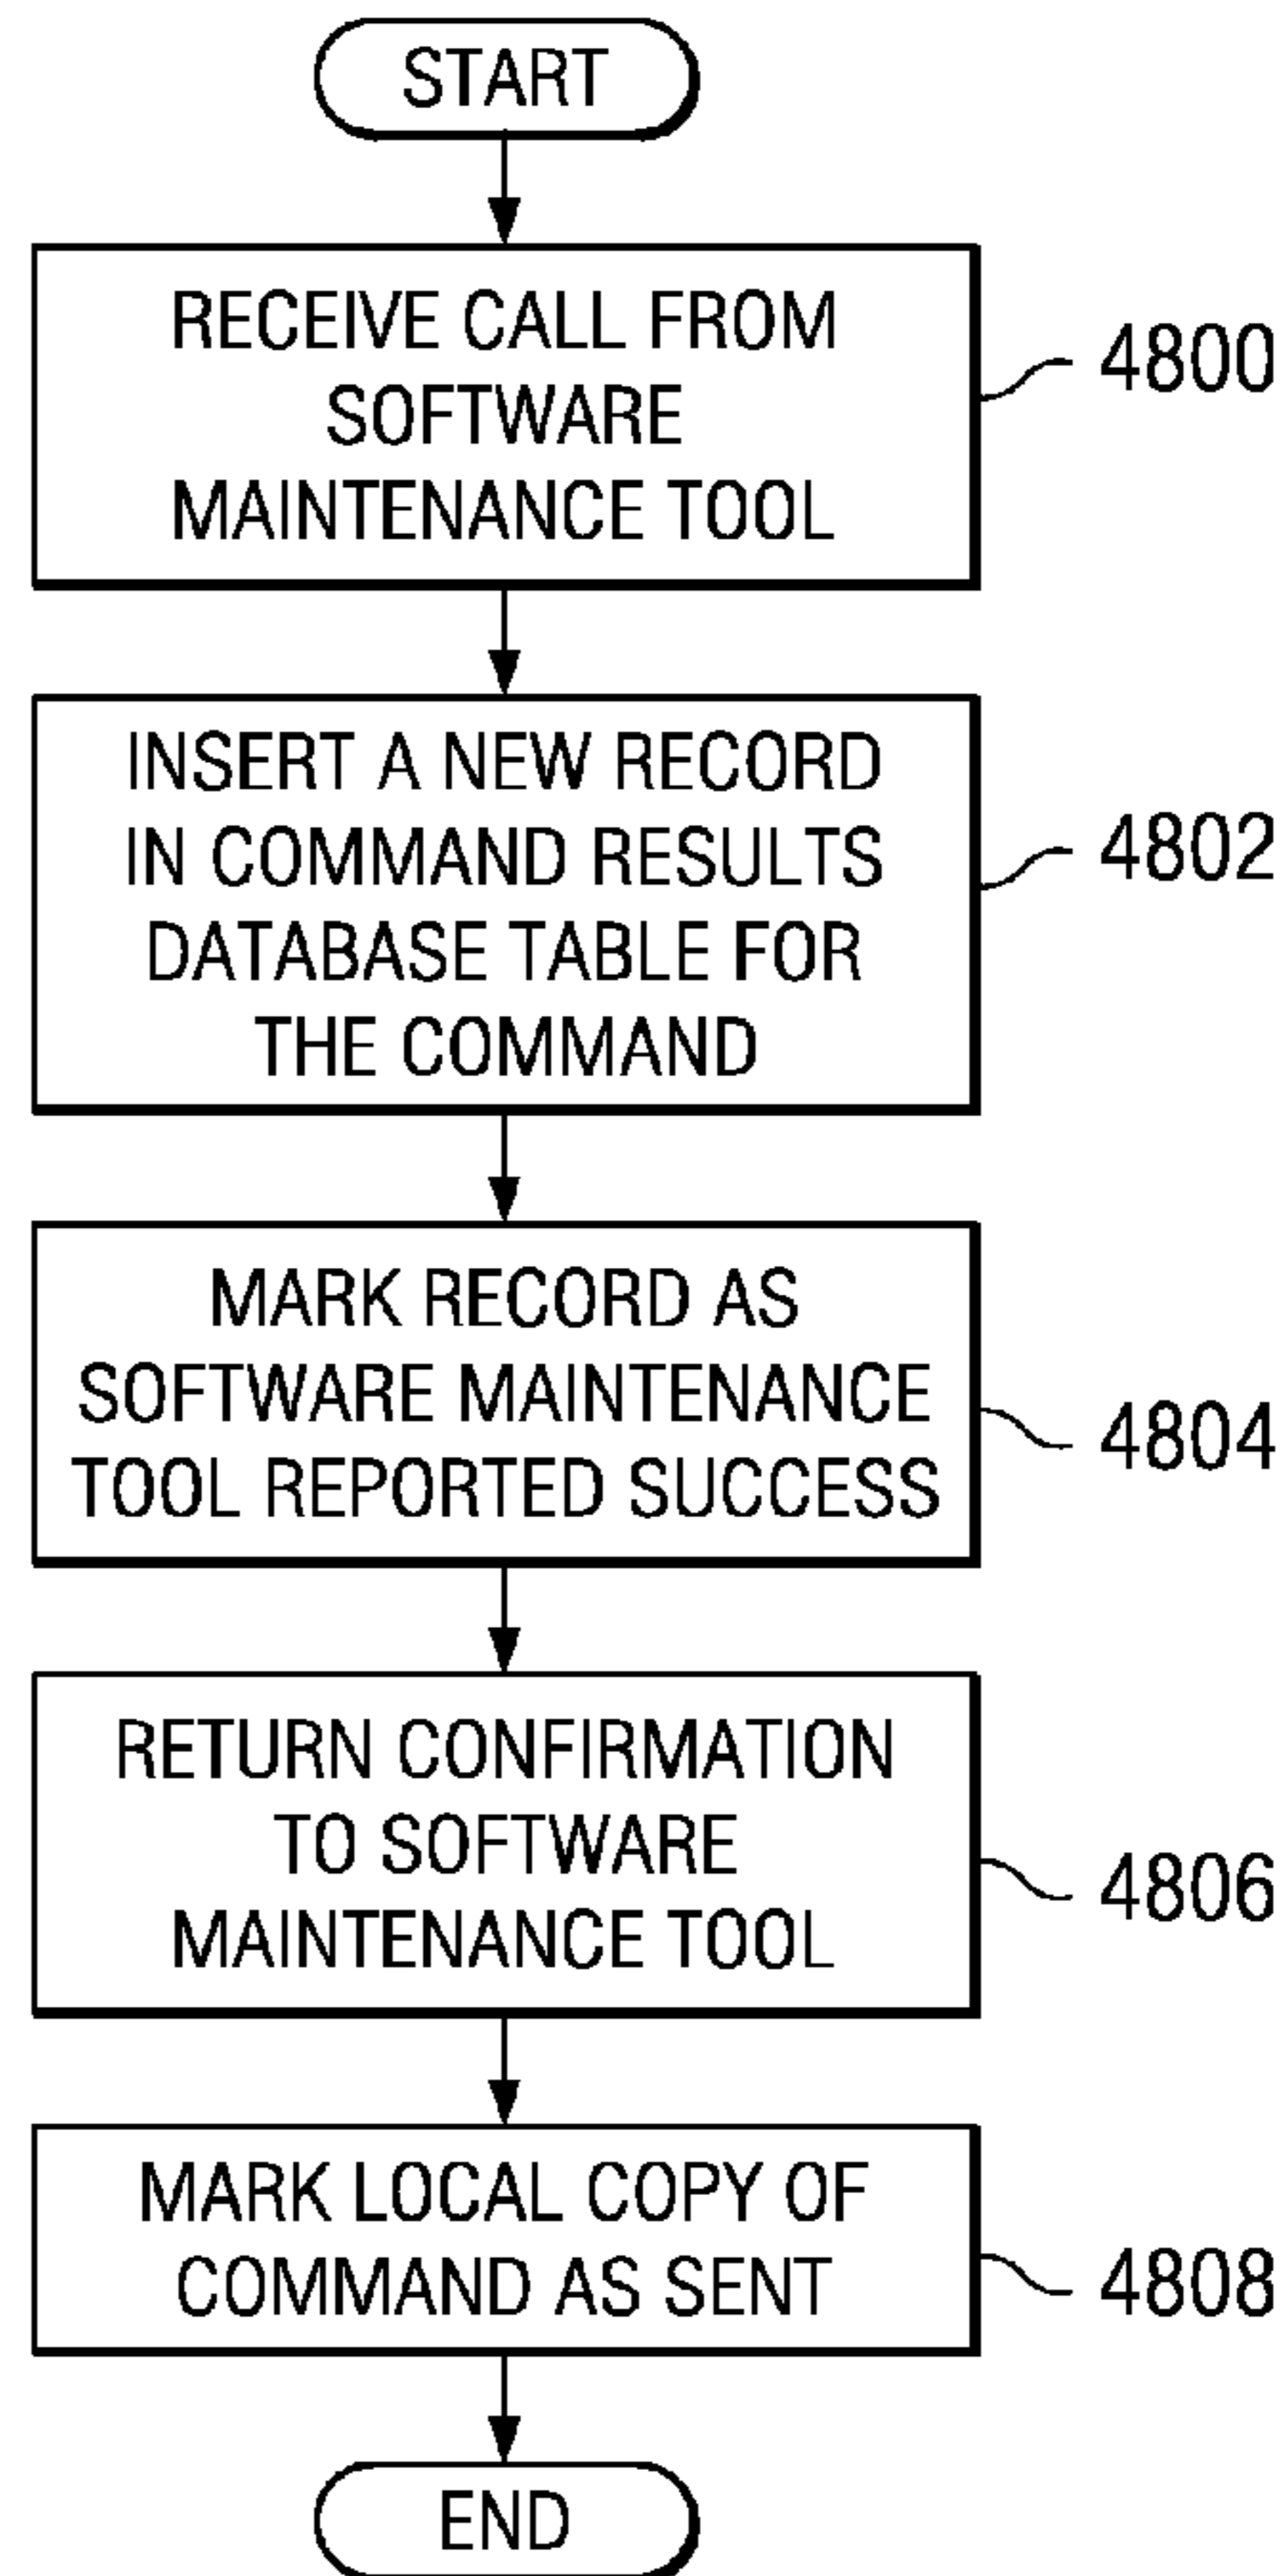 START
RECEIVE CALL FROM
SOFTWARE
MAINTENANCE TOOL
4800
INSERT A NEW RECORD
IN COMMAND RESULTS
DATABASE TABLE FOR
THE COMMAND
4802
MARK RECORD AS
SOFTWARE MAINTENANCE
TOOL REPORTED SUCCESS
4804
RETURN CONFIRMATION
TO SOFTWARE
MAINTENANCE TOOL
4806
MARK LOCAL COPY OF
COMMAND AS SENT
4808
END